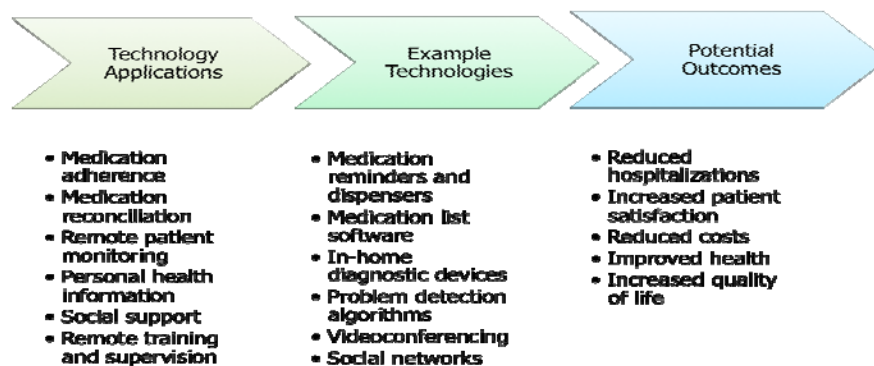 Technology
Applications
Example
Technologies
Potential
Outcomes
• Medication
adherence
• Medication
reconciliation
• Remote patient
monitoring
• Personal health
information
• Social support
• Remote training
and supervision
• Medication
reminders and
dispensers
• Medication list
software
• In-home
diagnostic devices
• Problem detection
algorithms
• Videoconferencing
• Social networks
• Reduced
hospitalizations
• Increased patient
satisfaction
• Reduced costs
• Improved health
• Increased quality
of life